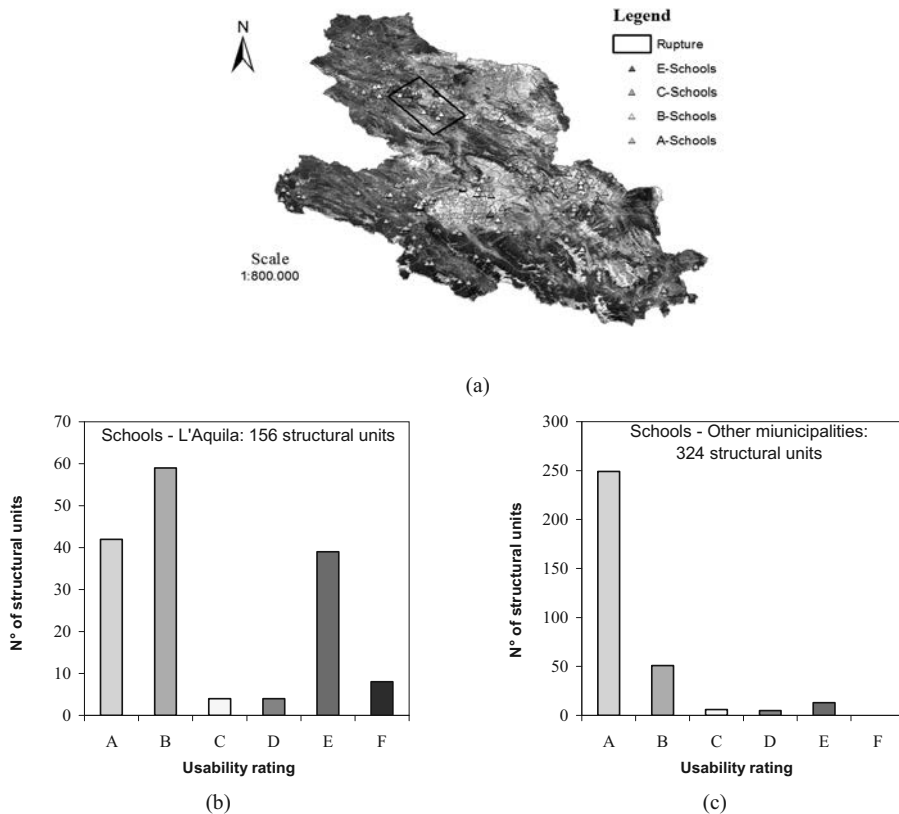 N
Legend
Rupture
E-Schools
C-Schools
B-Schools
A-Schools
Scale
1:800.000
(a)
Schools - L'Aquila: 156 structural units
N° of structural units
70
60
50
40
30
20
10
0
A B C D E F
Usability rating
(b)
Schools - Other miunicipalities:
324 structural units
N° of structural units
300
250
200
150
100
50
0
A B C D E F
Usability rating
(c)